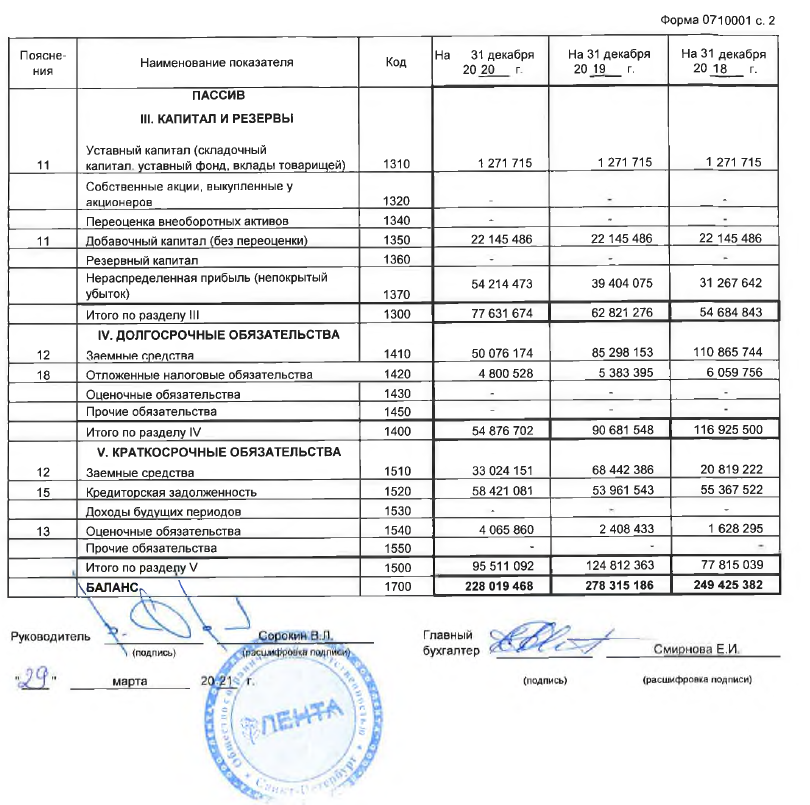 Форма 0710001 с. 2
Поясне- Наименование показателя Код На 31 декабря На 31 декабря На 31 декабря
ния 20 20 г. 20 19 г. 20 18 г.
ПАССИВ
III. КАПИТАЛ И РЕЗЕРВЫ
Уставный капитал (складочный
11 капитал, уставный фонд, вклады товарищей) 1310 1 271 715 1 271 715 1 271 715
Собственные акции, выкупленные у
акционеров 1320 - - -
Переоценка внеоборотных активов 1340 - - -
11 Добавочный капитал (без переоценки) 1350 22 145 486 22 145 486 22 145 486
Резервный капитал 1360 - - -
Нераспределенная прибыль (непокрытый
убыток) 1370 54 214 473 39 404 075 31 267 642
Итого по разделу III 1300 77 631 674 62 821 276 54 684 843
IV. ДОЛГОСРОЧНЫЕ ОБЯЗАТЕЛЬСТВА
12 Заемные средства 1410 50 076 174 85 298 153 110 865 744
18 Отложенные налоговые обязательства 1420 4 800 528 5 383 395 6 059 756
Оценочные обязательства 1430 - - -
Прочие обязательства 1450 - - -
Итого по разделу IV 1400 54 876 702 90 681 548 116 925 500
V. КРАТКОСРОЧНЫЕ ОБЯЗАТЕЛЬСТВА
12 Заемные средства 1510 33 024 151 68 442 386 20 819 222
15 Кредиторская задолженность 1520 58 421 081 53 961 543 55 367 522
Доходы будущих периодов 1530 - - -
13 Оценочные обязательства 1540 4 065 860 2 408 433 1 628 295
Прочие обязательства 1550 - - -
Итого по разделу V 1500 95 511 092 124 812 363 77 815 039
БАЛАНС 1700 228 019 468 278 315 186 249 425 382
Руководитель Сорокин В.Л.
(подпись) (расшифровка подписи)
Главный
бухгалтер Смирнова Е.И.
(подпись) (расшифровка подписи)
"29" марта 20 21 г.
Общество с ограниченной ответственностью
ЛЕНТА
Санкт-Петербург